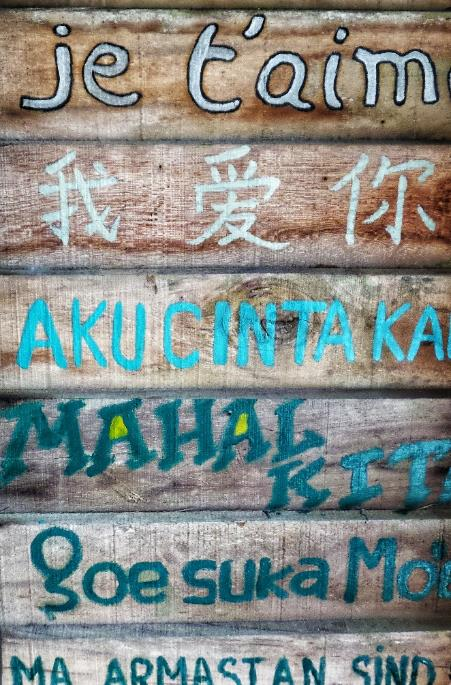 je t'aim
我 爱 你
AKU CINTA KA
MAHAL
KITA
goe suka Mo'
MA ARMASTAN SIND